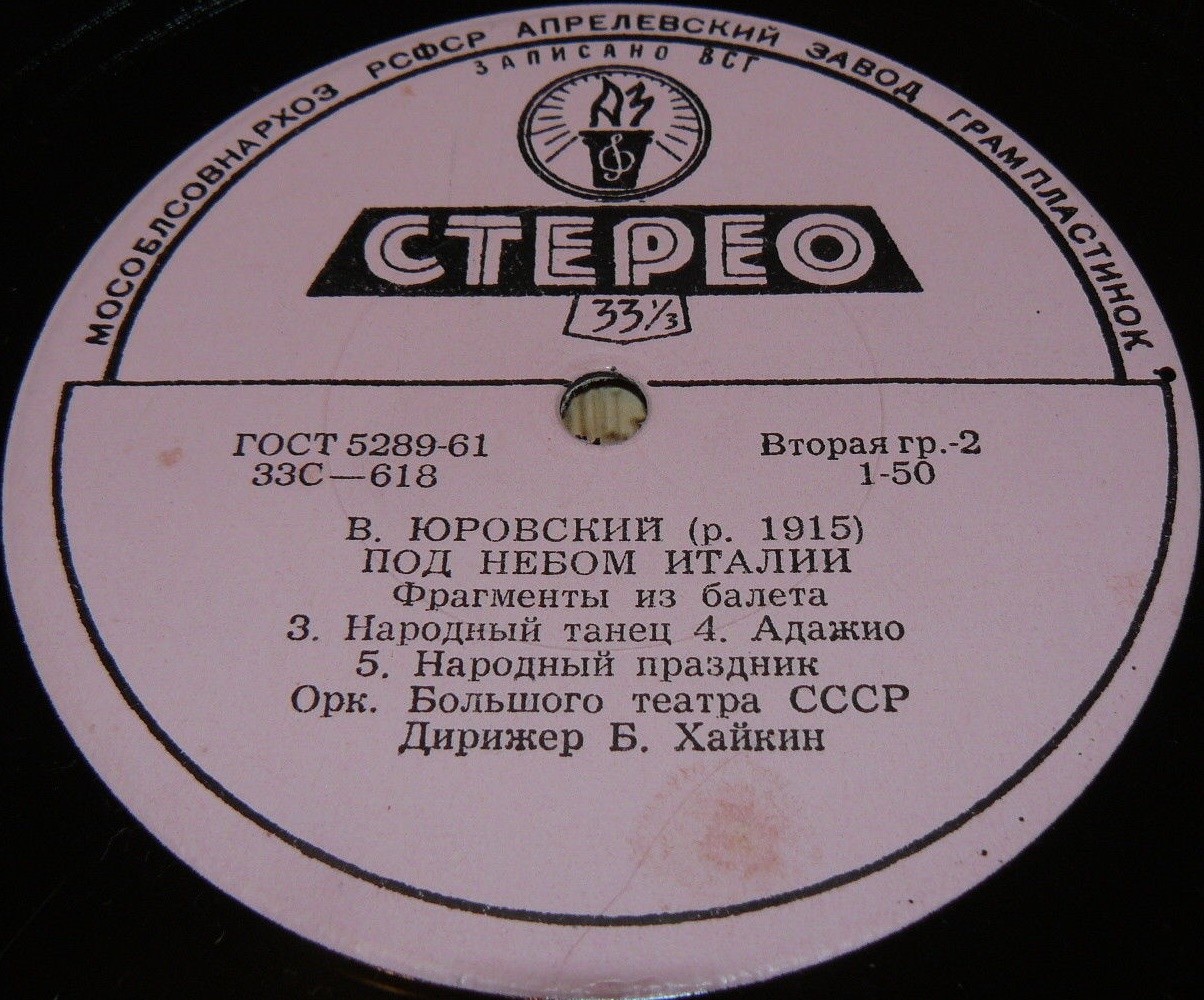 МОСОБЛСОВНАРХОЗ РСФСР АПРЕЛЕВСКИЙ ЗАВОД ГРАМПЛАСТИНОК
ЗАПИСАНО ВСГ
АЗ
СТЕРЕО
33⅓
ГОСТ 5289-61 Вторая гр.-2
33С—618 1-50
В. ЮРОВСКИЙ (р. 1915)
ПОД НЕБОМ ИТАЛИИ
Фрагменты из балета
3. Народный танец 4. Адажио
5. Народный праздник
Орк. Большого театра СССР
Дирижер Б. Хайкин